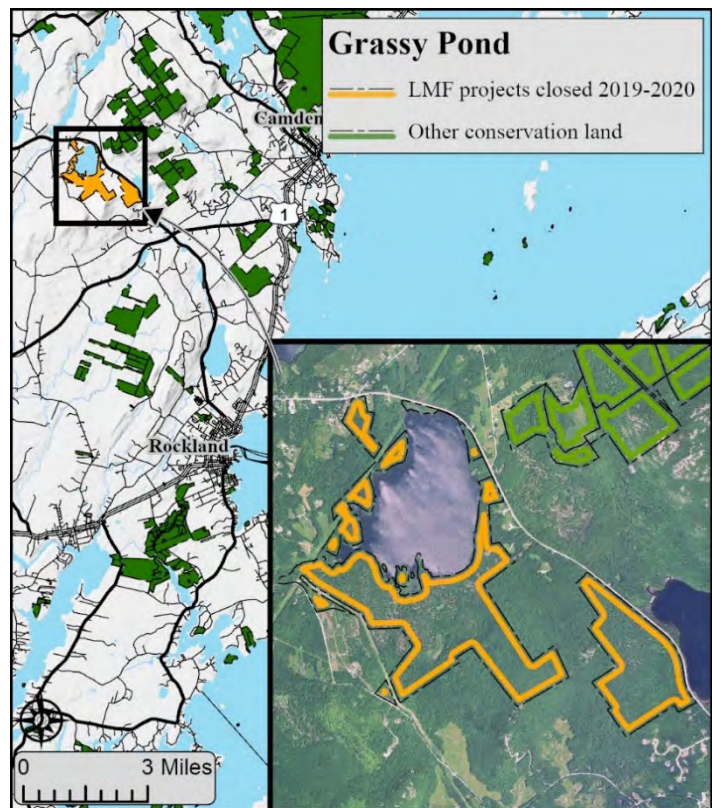 Grassy Pond
LMF projects closed 2019-2020
Other conservation land
Camden
1
Rockland
0 3 Miles